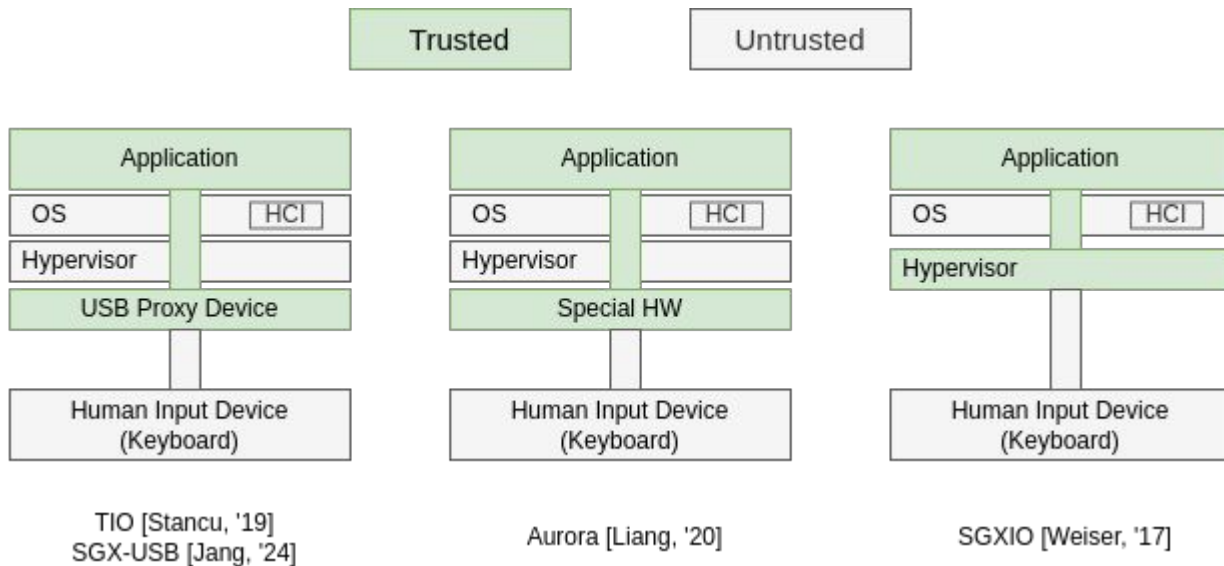 Trusted
Untrusted
Application
OS
HCI
Hypervisor
USB Proxy Device
Human Input Device
(Keyboard)
TIO [Stancu, '19]
SGX-USB [Jang, '24]
Application
OS
HCI
Hypervisor
Special HW
Human Input Device
(Keyboard)
Aurora [Liang, '20]
Application
OS
HCI
Hypervisor
Human Input Device
(Keyboard)
SGXIO [Weiser, '17]